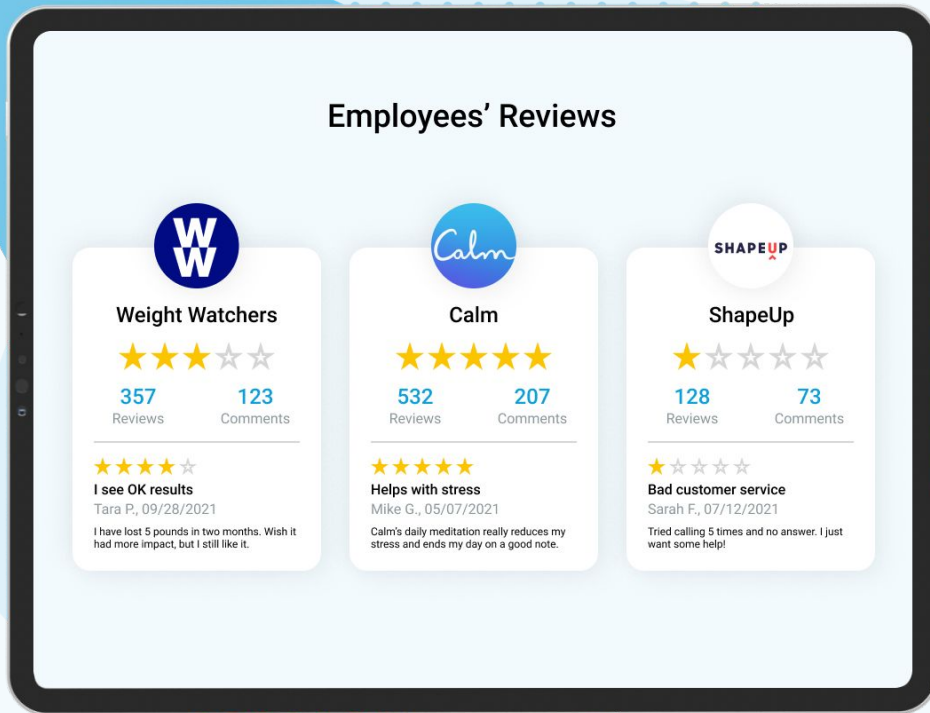 Employees' Reviews
WW
Weight Watchers
357 123
Reviews Comments
I see OK results
Tara P., 09/28/2021
I have lost 5 pounds in two months. Wish it
had more impact, but I still like it.
Calm
Calm
532 207
Reviews Comments
Helps with stress
Mike G., 05/07/2021
Calm's daily meditation really reduces my
stress and ends my day on a good note.
SHAPEUP
ShapeUp
128 73
Reviews Comments
Bad customer service
Sarah F., 07/12/2021
Tried calling 5 times and no answer. I just
want some help!